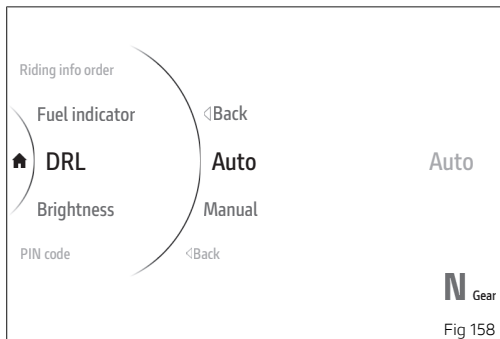 Riding info order
Fuel indicator
◁Back
DRL
Auto
Auto
Brightness
Manual
PIN code
◁Back
N Gear
Fig 158